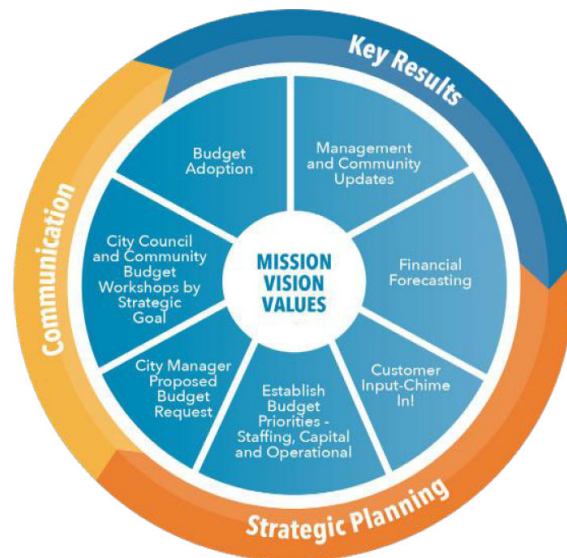 Key Results
Management
and Community
Updates
Financial
Forecasting
Customer
Input-Chime
In!
Establish
Budget
Priorities -
Staffing, Capital
and Operational
City Manager
Proposed
Budget
Request
City Council
and Community
Budget
Workshops by
Strategic
Goal
Budget
Adoption
MISSION
VISION
VALUES
Communication
Strategic Planning